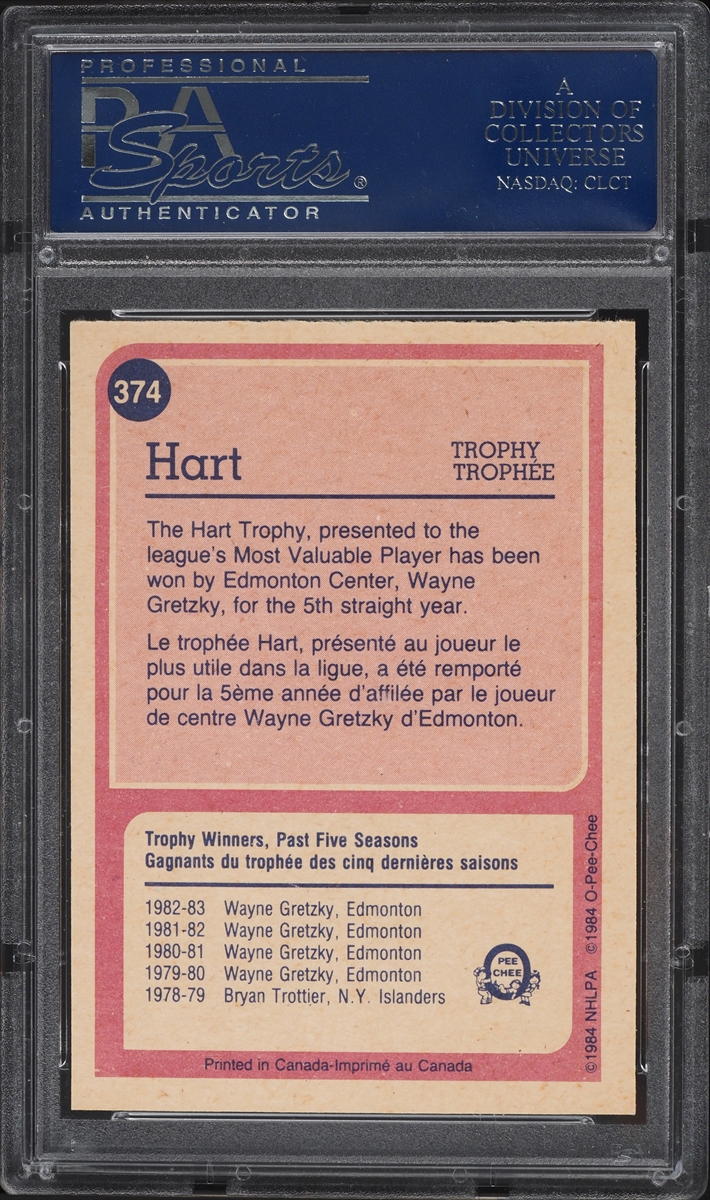 PROFESSIONAL
PSA
Sports®
AUTHENTICATOR
A
DIVISION OF
COLLECTORS
UNIVERSE
NASDAQ: CLCT
374
Hart
TROPHY
TROPHÉE
The Hart Trophy, presented to the
league's Most Valuable Player has been
won by Edmonton Center, Wayne
Gretzky, for the 5th straight year.
Le trophée Hart, présenté au joueur le
plus utile dans la ligue, a été remporté
pour la 5ème année d'affilée par le joueur
de centre Wayne Gretzky d'Edmonton.
Trophy Winners, Past Five Seasons
Gagnants du trophée des cinq dernières saisons
1982-83 Wayne Gretzky, Edmonton
1981-82 Wayne Gretzky, Edmonton
1980-81 Wayne Gretzky, Edmonton
1979-80 Wayne Gretzky, Edmonton
1978-79 Bryan Trottier, N.Y. Islanders
O
PEE
CHEE
©1984 NHLPA ©1984 O-Pee-Chee
Printed in Canada-Imprimé au Canada